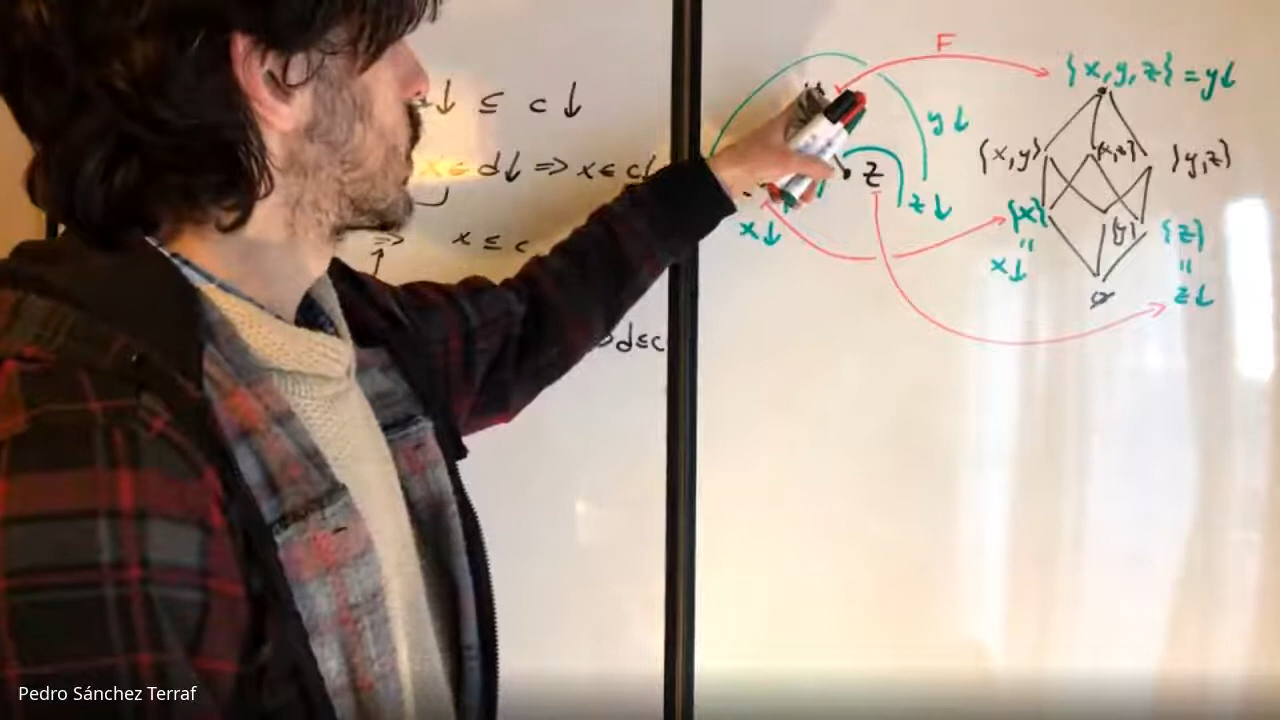 ↓ ⊆ c↓
x ∈ d↓ ⇒ x ∈ c↓
⇒ x ≤ c
⇒ d ≤ c
F
{x,y,z} = y↓
y↓
{x,y} {x,z} {y,z}
z
x↓ z↓ {x} {y} {z}
" "
x↓ z↓
∅
Pedro Sánchez Terraf